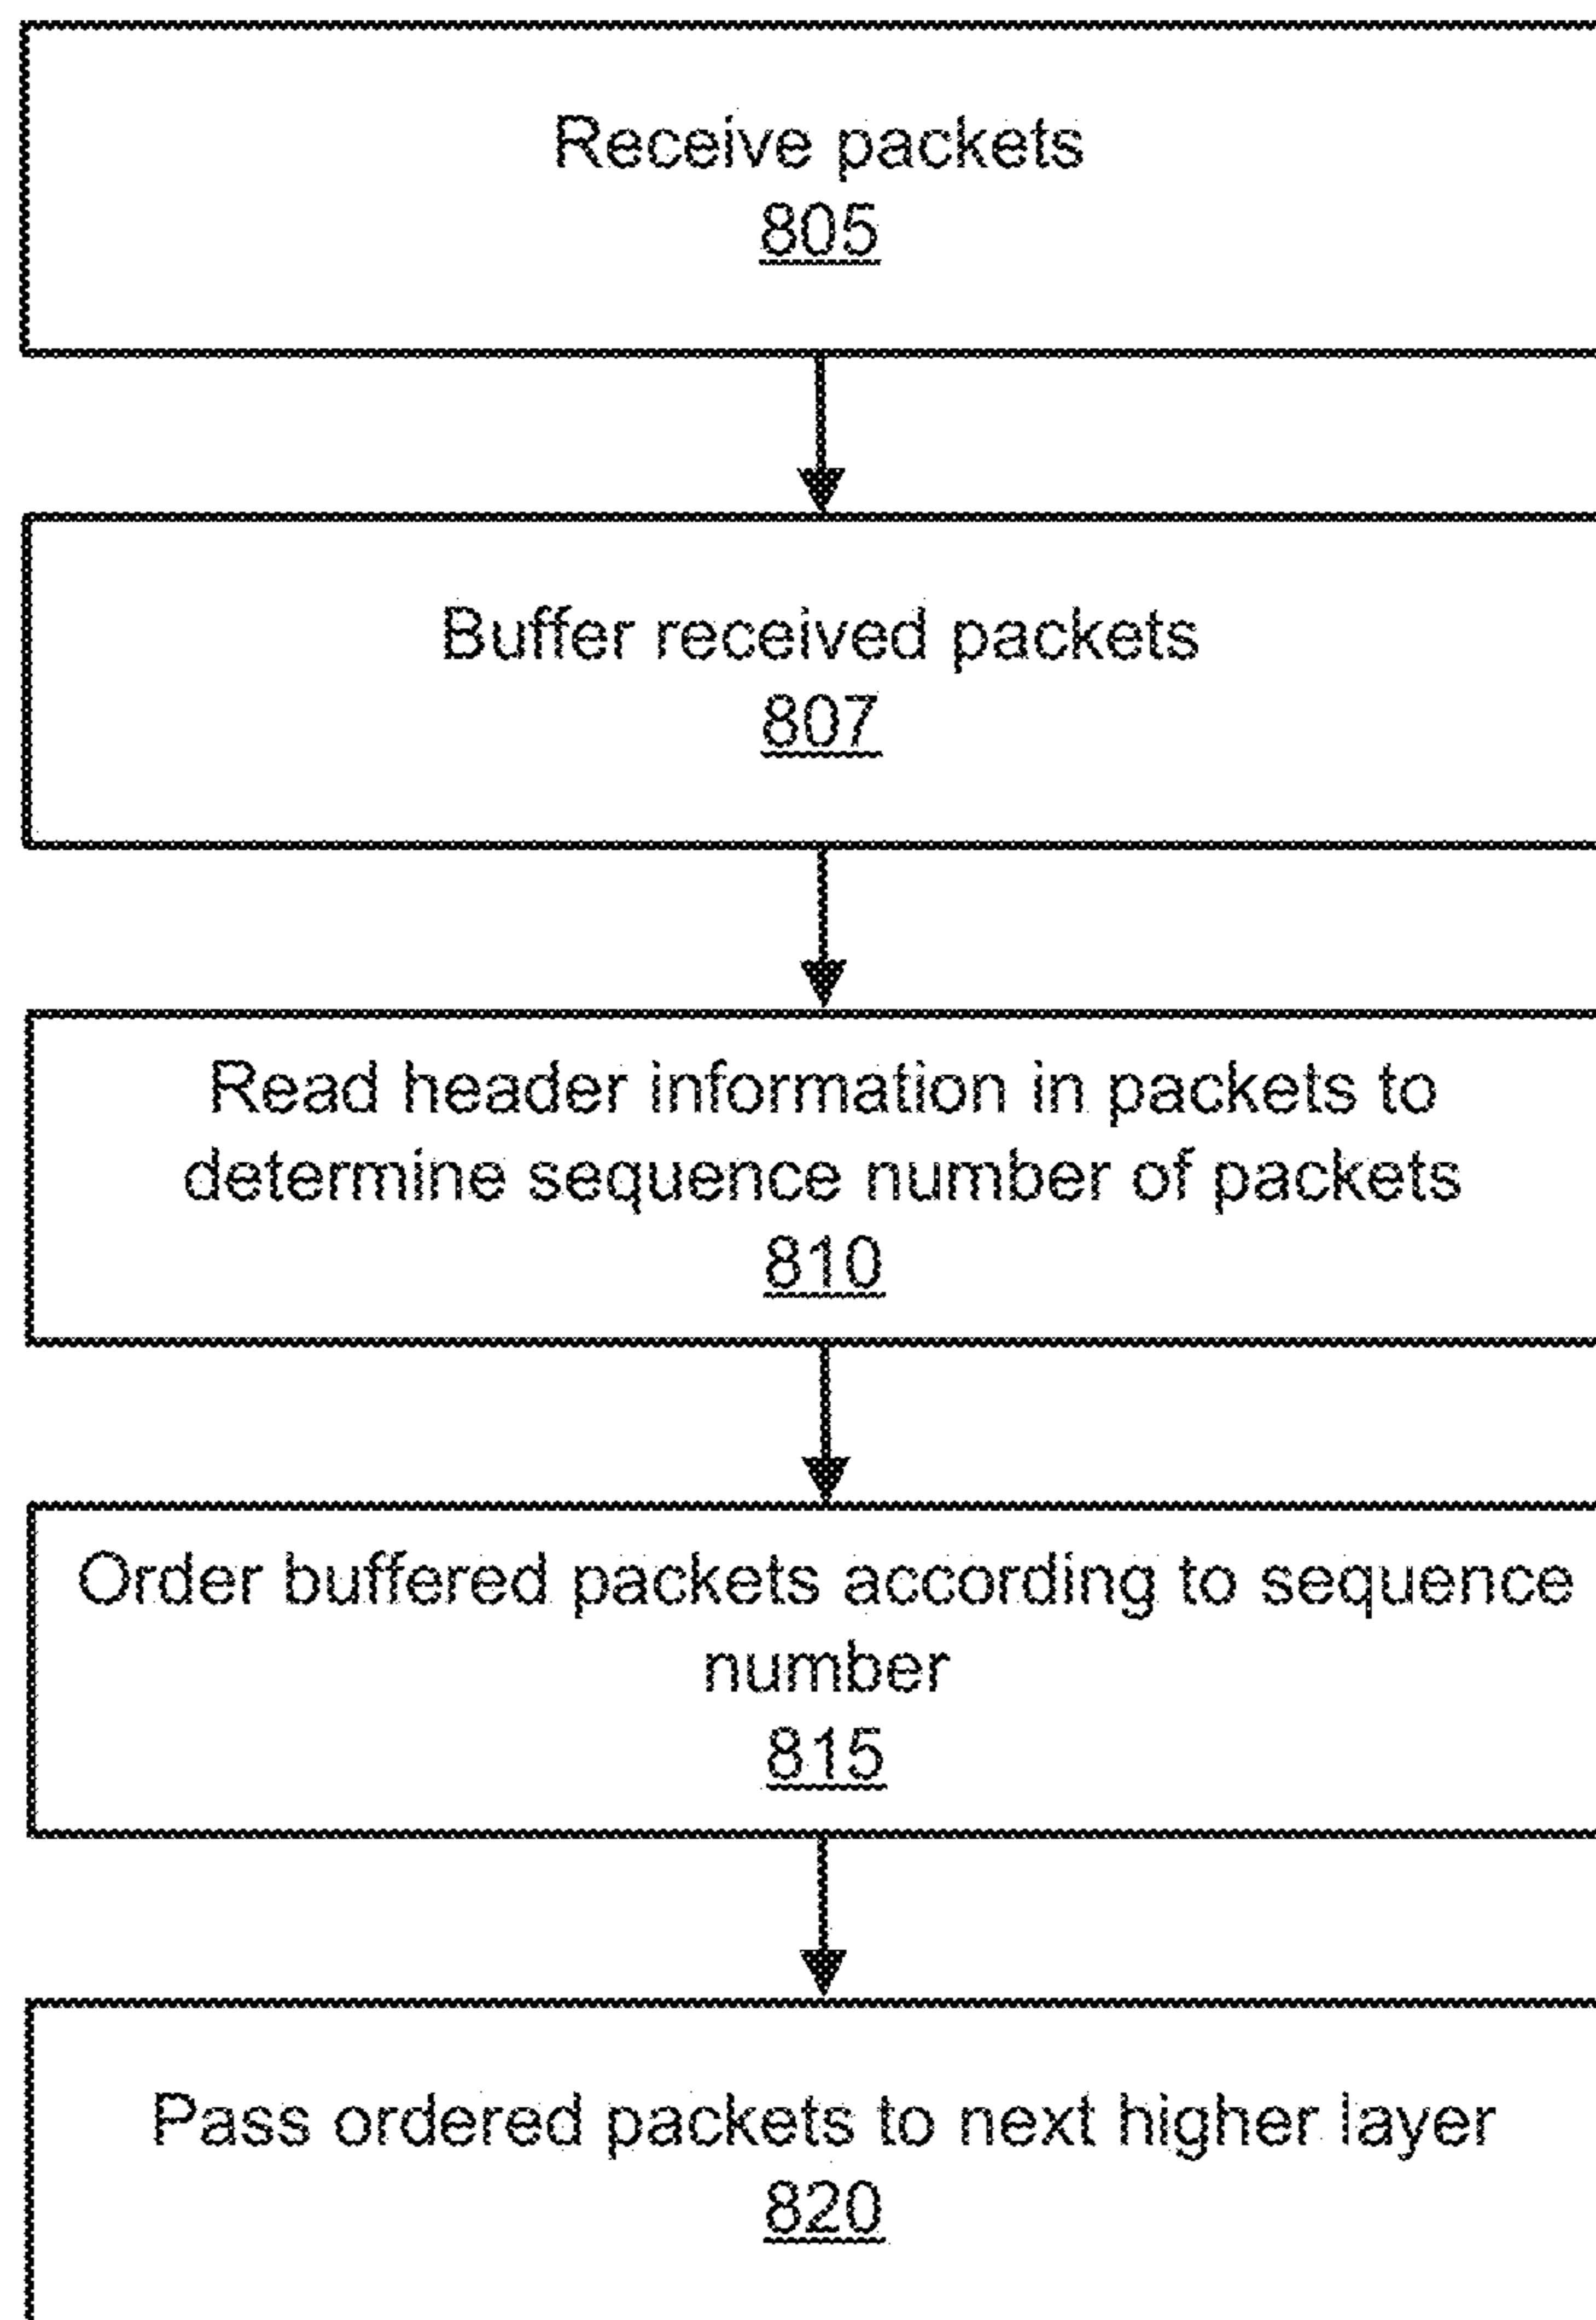 Receive packets
805
Buffer received packets
807
Read header information in packets to
determine sequence number of packets
810
Order buffered packets according to sequence
number
815
Pass ordered packets to next higher layer
820